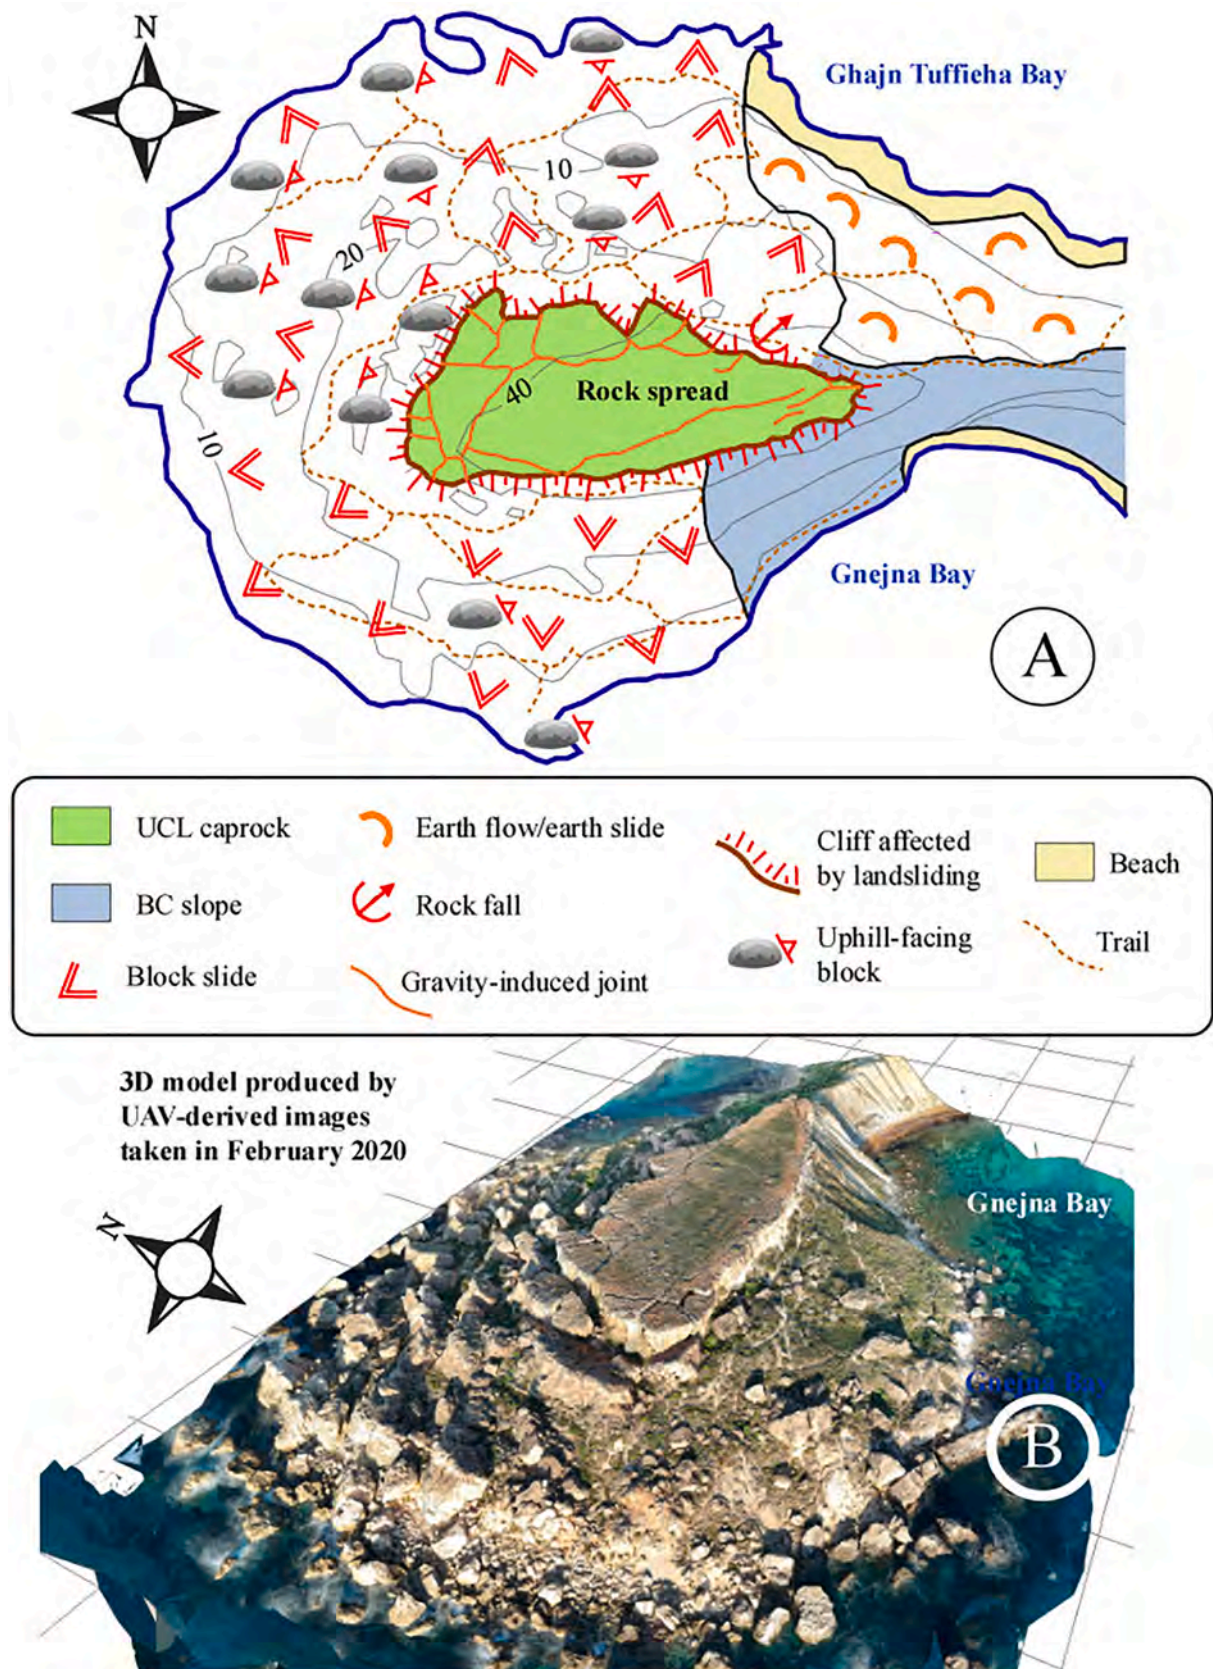 N
Ghajn Tuffieha Bay
10
20
40
Rock spread
10
Gnejna Bay
A
UCL caprock
Earth flow/earth slide
Cliff affected
by landsliding
Beach
BC slope
Rock fall
Uphill-facing
block
Trail
Block slide
Gravity-induced joint
3D model produced by
UAV-derived images
taken in February 2020
N
Gnejna Bay
Gnejna Bay
B